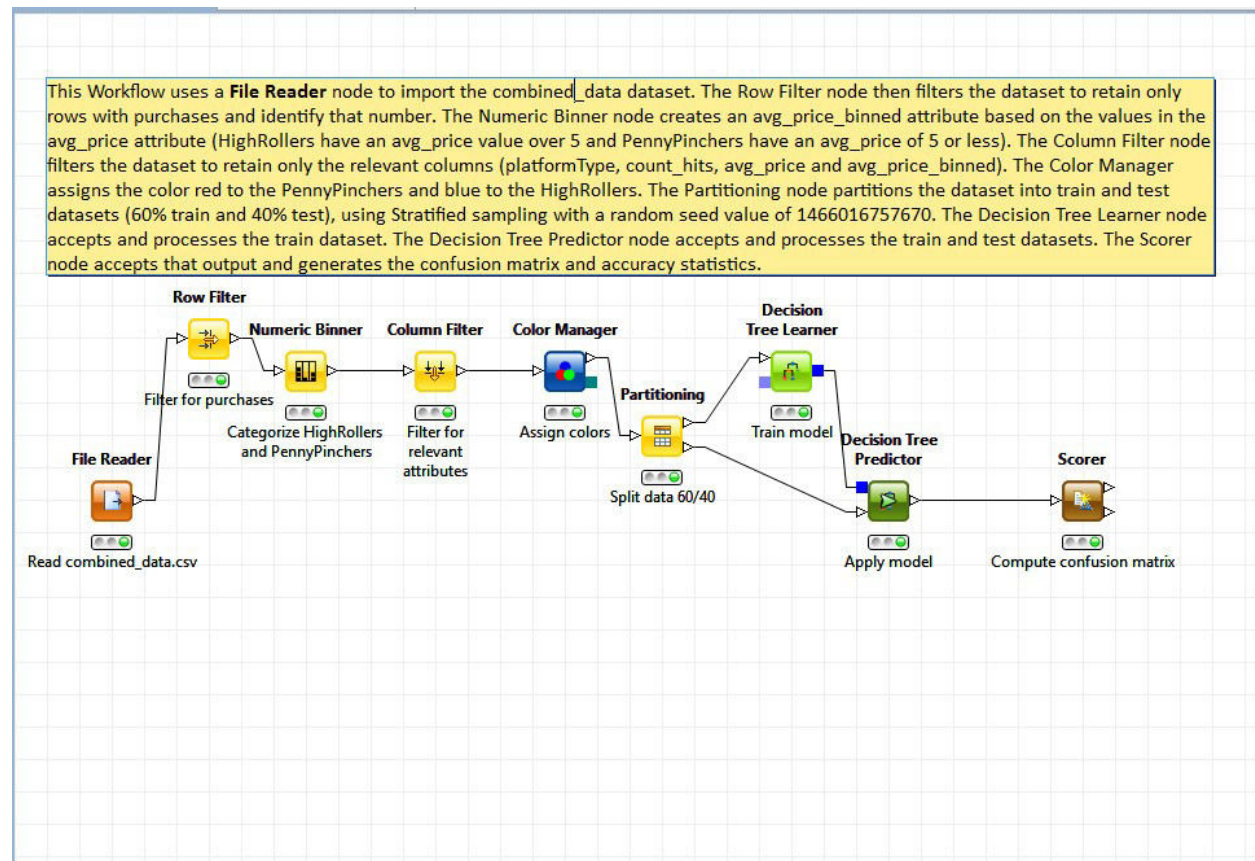 This Workflow uses a File Reader node to import the combined_data dataset. The Row Filter node then filters the dataset to retain only
rows with purchases and identify that number. The Numeric Binner node creates an avg_price_binned attribute based on the values in the
avg_price attribute (HighRollers have an avg_price value over 5 and PennyPinchers have an avg_price of 5 or less). The Column Filter node
filters the dataset to retain only the relevant columns (platformType, count_hits, avg_price and avg_price_binned). The Color Manager
assigns the color red to the PennyPinchers and blue to the HighRollers. The Partitioning node partitions the dataset into train and test
datasets (60% train and 40% test), using Stratified sampling with a random seed value of 1466016757670. The Decision Tree Learner node
accepts and processes the train dataset. The Decision Tree Predictor node accepts and processes the train and test datasets. The Scorer
node accepts that output and generates the confusion matrix and accuracy statistics.
Row Filter
Filter for purchases
Numeric Binner
Categorize HighRollers
and PennyPinchers
Column Filter
Filter for
relevant
attributes
Color Manager
Assign colors
Decision
Tree Learner
Train model
Partitioning
Split data 60/40
File Reader
Read combined_data.csv
Decision Tree
Predictor
Apply model
Scorer
Compute confusion matrix